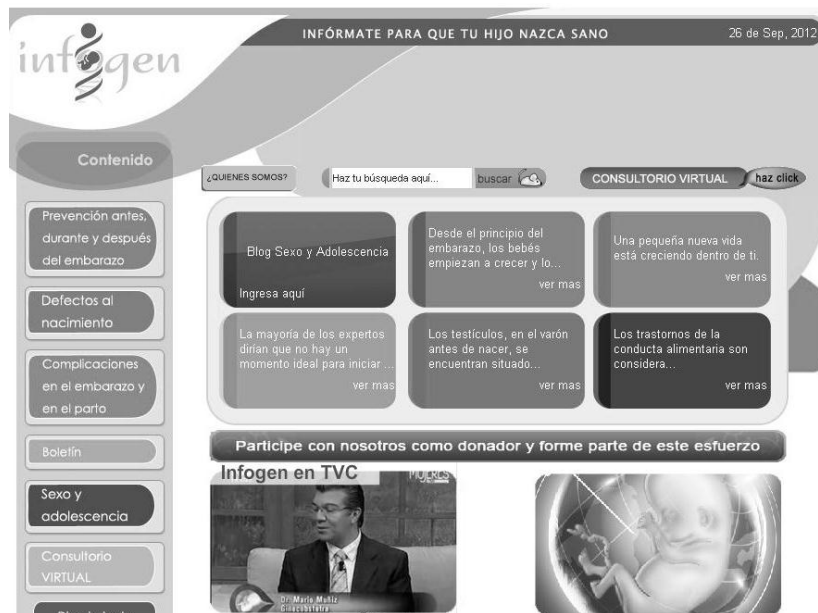 infogen
INFÓRMATE PARA QUE TU HIJO NAZCA SANO
26 de Sep, 2012
Contenido
¿QUIENES SOMOS?
Haz tu búsqueda aquí...
buscar
CONSULTORIO VIRTUAL
haz click
Prevención antes,
durante y después
del embarazo
Defectos al
nacimiento
Complicaciones
en el embarazo y
en el parto
Boletín
Sexo y
adolescencia
Consultorio
VIRTUAL
Blog Sexo y Adolescencia
Ingresa aquí
Desde el principio del
embarazo, los bebés
empiezan a crecer y lo...
ver mas
Una pequeña nueva vida
está creciendo dentro de ti.
ver mas
La mayoría de los expertos
dirían que no hay un
momento ideal para iniciar ...
ver mas
Los testículos, en el varón
antes de nacer, se
encuentran situado...
ver mas
Los trastornos de la
conducta alimentaria son
considera...
ver mas
Participe con nosotros como donador y forme parte de este esfuerzo
Infogen en TVC
MUJERES
Dr. Mario Muñiz
Ginecobstetra